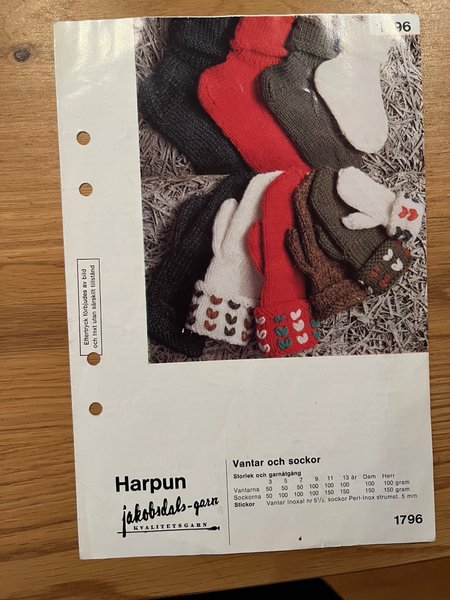 1796
Eftertryck förbjudes av bild
och text utan särskilt tillstånd
Harpun
jakobsdals-garn
KVALITETSGARN
Vantar och sockor
Storlek och garnåtgång
3 5 7 9 11 13 år Dam Herr
Vantarna 50 50 50 100 100 100 100 100 gram
Sockorna 50 100 100 100 150 150 150 150 gram
Stickor Vantar Inoxal nr 5½, sockor Perl-Inox strumst. 5 mm
1796